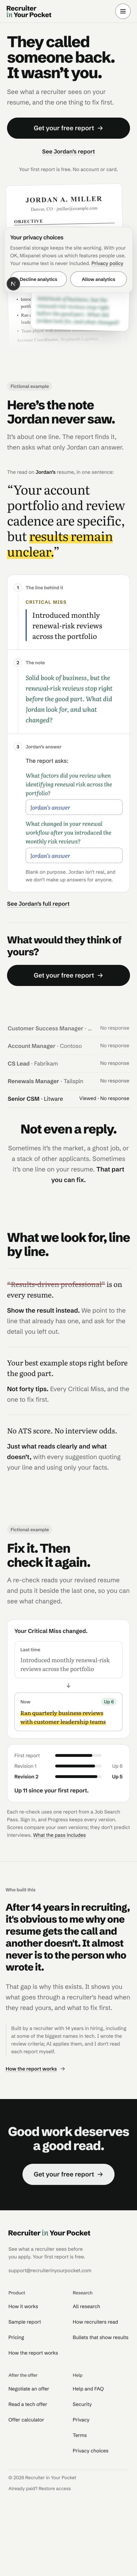 Recruiter
in Your Pocket
They called
someone back.
It wasn't you.
See what a recruiter sees on your
resume, and the one thing to fix first.
Get your free report →
See Jordan's report
Your first report is free. No account or card.
JORDAN A. MILLER
Denver, CO · jmiller@example.com
OBJECTIVE
Your privacy choices
Essential storage keeps the site working. With your
OK, Mixpanel shows us which features people use.
Your resume text is never included. Privacy policy
Decline analytics
Allow analytics
N
Fictional example
Here's the note
Jordan never saw.
It's about one line. The report finds it,
then asks what only Jordan can answer.
The read on Jordan's resume, in one sentence:
“Your account
portfolio and review
cadence are specific,
but results remain
unclear.”
1 The line behind it
CRITICAL MISS
Introduced monthly
renewal-risk reviews
across the portfolio
2 The note
Solid book of business, but the
renewal-risk reviews stop right
before the good part. What did
Jordan look for, and what
changed?
3 Jordan's answer
The report asks:
What factors did you review when
identifying renewal risk across the
portfolio?
Jordan's answer
What changed in your renewal
workflow after you introduced the
monthly risk reviews?
Jordan's answer
Blank on purpose. Jordan isn't real, and
we don't make up answers for anyone.
See Jordan's full report
What would they think of
yours?
Get your free report →
Customer Success Manager · … No response
Account Manager · Contoso No response
CS Lead · Fabrikam No response
Renewals Manager · Tailspin No response
Senior CSM · Litware Viewed · No response
Not even a reply.
Sometimes it's the market, a ghost job, or
a stack of other applicants. Sometimes
it's one line on your resume. That part
you can fix.
What we look for, line
by line.
“Results-driven professional” is on
every resume.
Show the result instead. We point to the
line that already has one, and ask for the
detail you left out.
Your best example stops right before
the good part.
Not forty tips. Every Critical Miss, and the
one to fix first.
No ATS score. No interview odds.
Just what reads clearly and what
doesn't, with every suggestion quoting
your line and using only your facts.
Fictional example
Fix it. Then
check it again.
A re-check reads your revised resume
and puts it beside the last one, so you can
see what changed.
Your Critical Miss changed.
Last time
Introduced monthly renewal-risk
reviews across the portfolio
↓
Now Up 6
Ran quarterly business reviews
with customer leadership teams
First report
Revision 1 Up 6
Revision 2 Up 5
Up 11 since your first report.
Each re-check uses one report from a Job Search
Pass. Sign in, and Progress keeps every version.
Scores compare your own versions; they don't predict
interviews. What the pass includes
Who built this
After 14 years in recruiting,
it's obvious to me why one
resume gets the call and
another doesn't. It almost
never is to the person who
wrote it.
That gap is why this exists. It shows you
what goes through a recruiter's head when
they read yours, and what to fix first.
Built by a recruiter with 14 years in hiring, including
at some of the biggest names in tech. I wrote the
review criteria; AI applies them, and I don't read
each report myself.
How the report works →
Good work deserves
a good read.
Get your free report →
Recruiter in Your Pocket
See what a recruiter sees before
you apply. Your first report is free.
support@recruiterinyourpocket.com
Product
How it works
Sample report
Pricing
How the report works
Research
All research
How recruiters read
Bullets that show results
After the offer
Negotiate an offer
Read a tech offer
Offer calculator
Help
Help and FAQ
Security
Privacy
Terms
Privacy choices
© 2026 Recruiter in Your Pocket
Already paid? Restore access